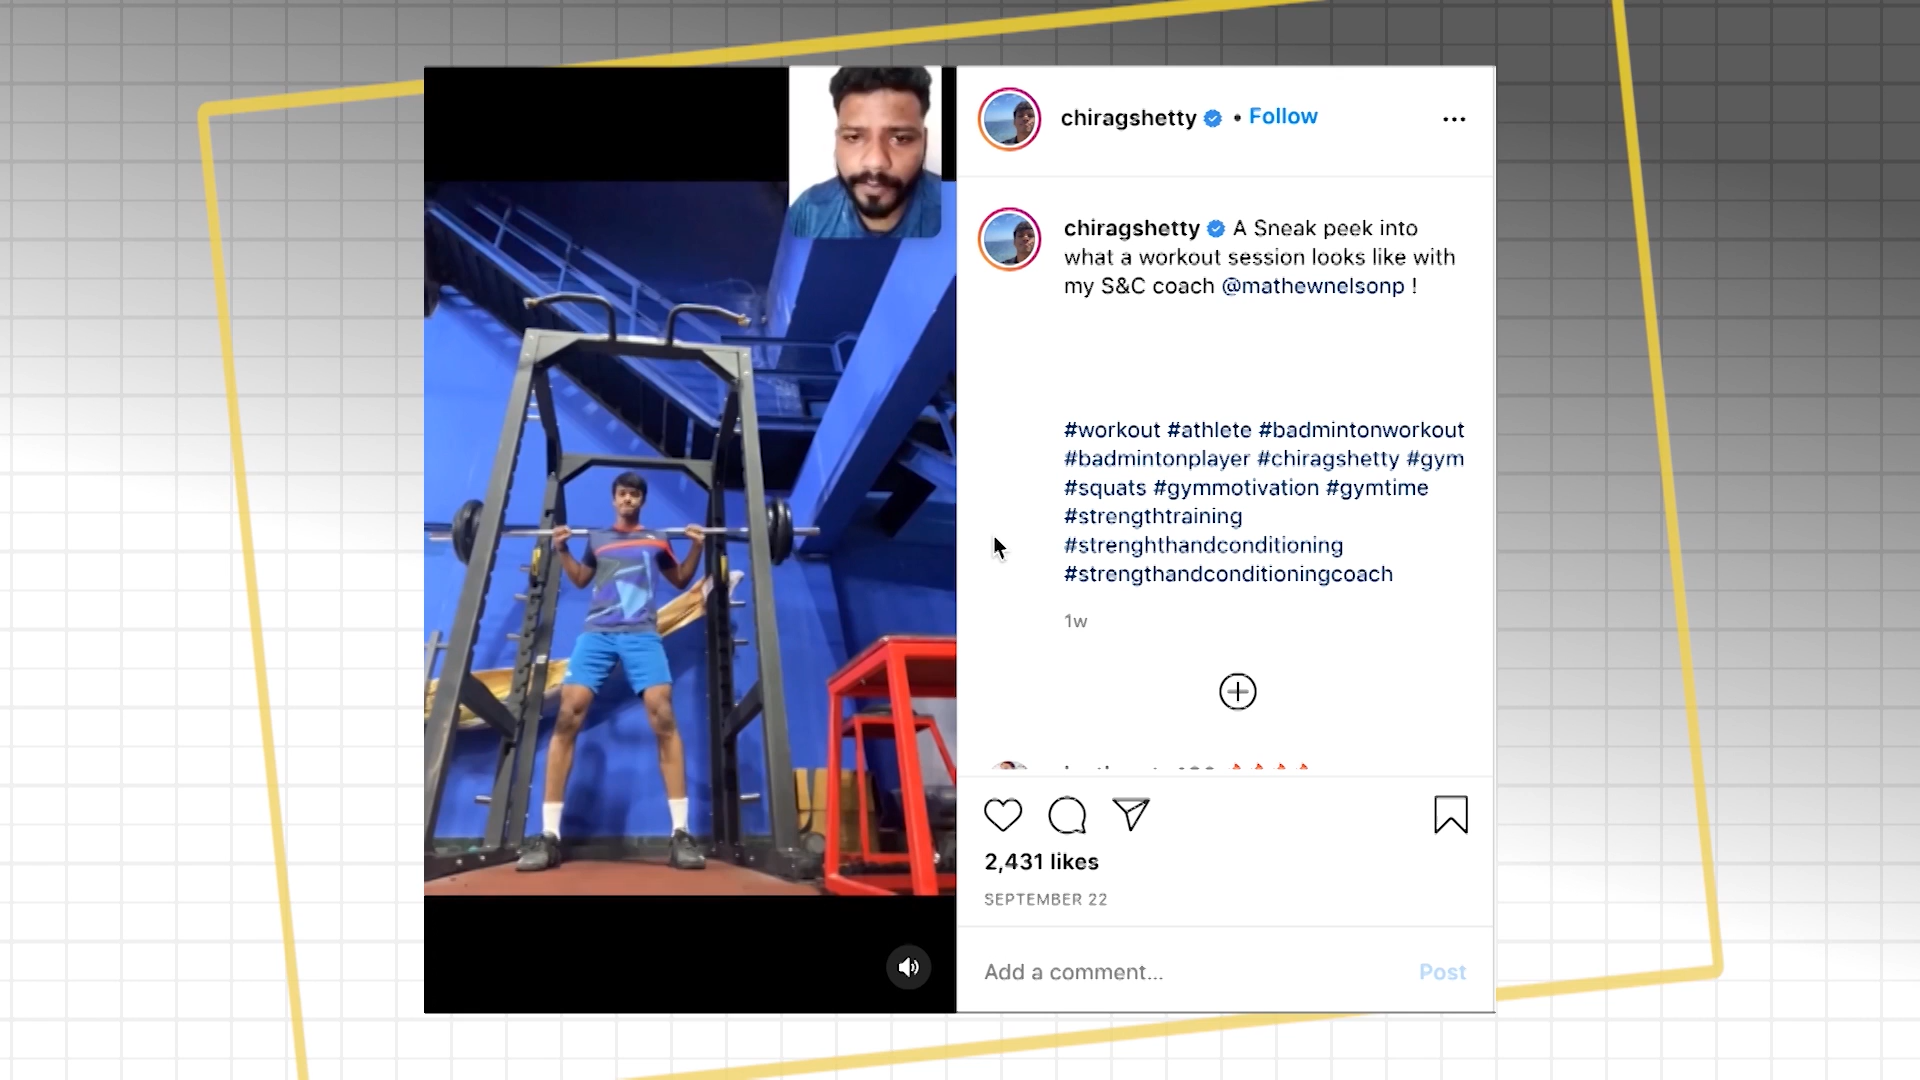 chiragshetty • Follow
chiragshetty A Sneak peek into
what a workout session looks like with
my S&C coach @mathewnelsonp !
#workout #athlete #badmintonworkout
#badmintonplayer #chiragshetty #gym
#squats #gymmotivation #gymtime
#strengthtraining
#strenghthandconditioning
#strengthandconditioningcoach
1w
2,431 likes
SEPTEMBER 22
Add a comment... Post